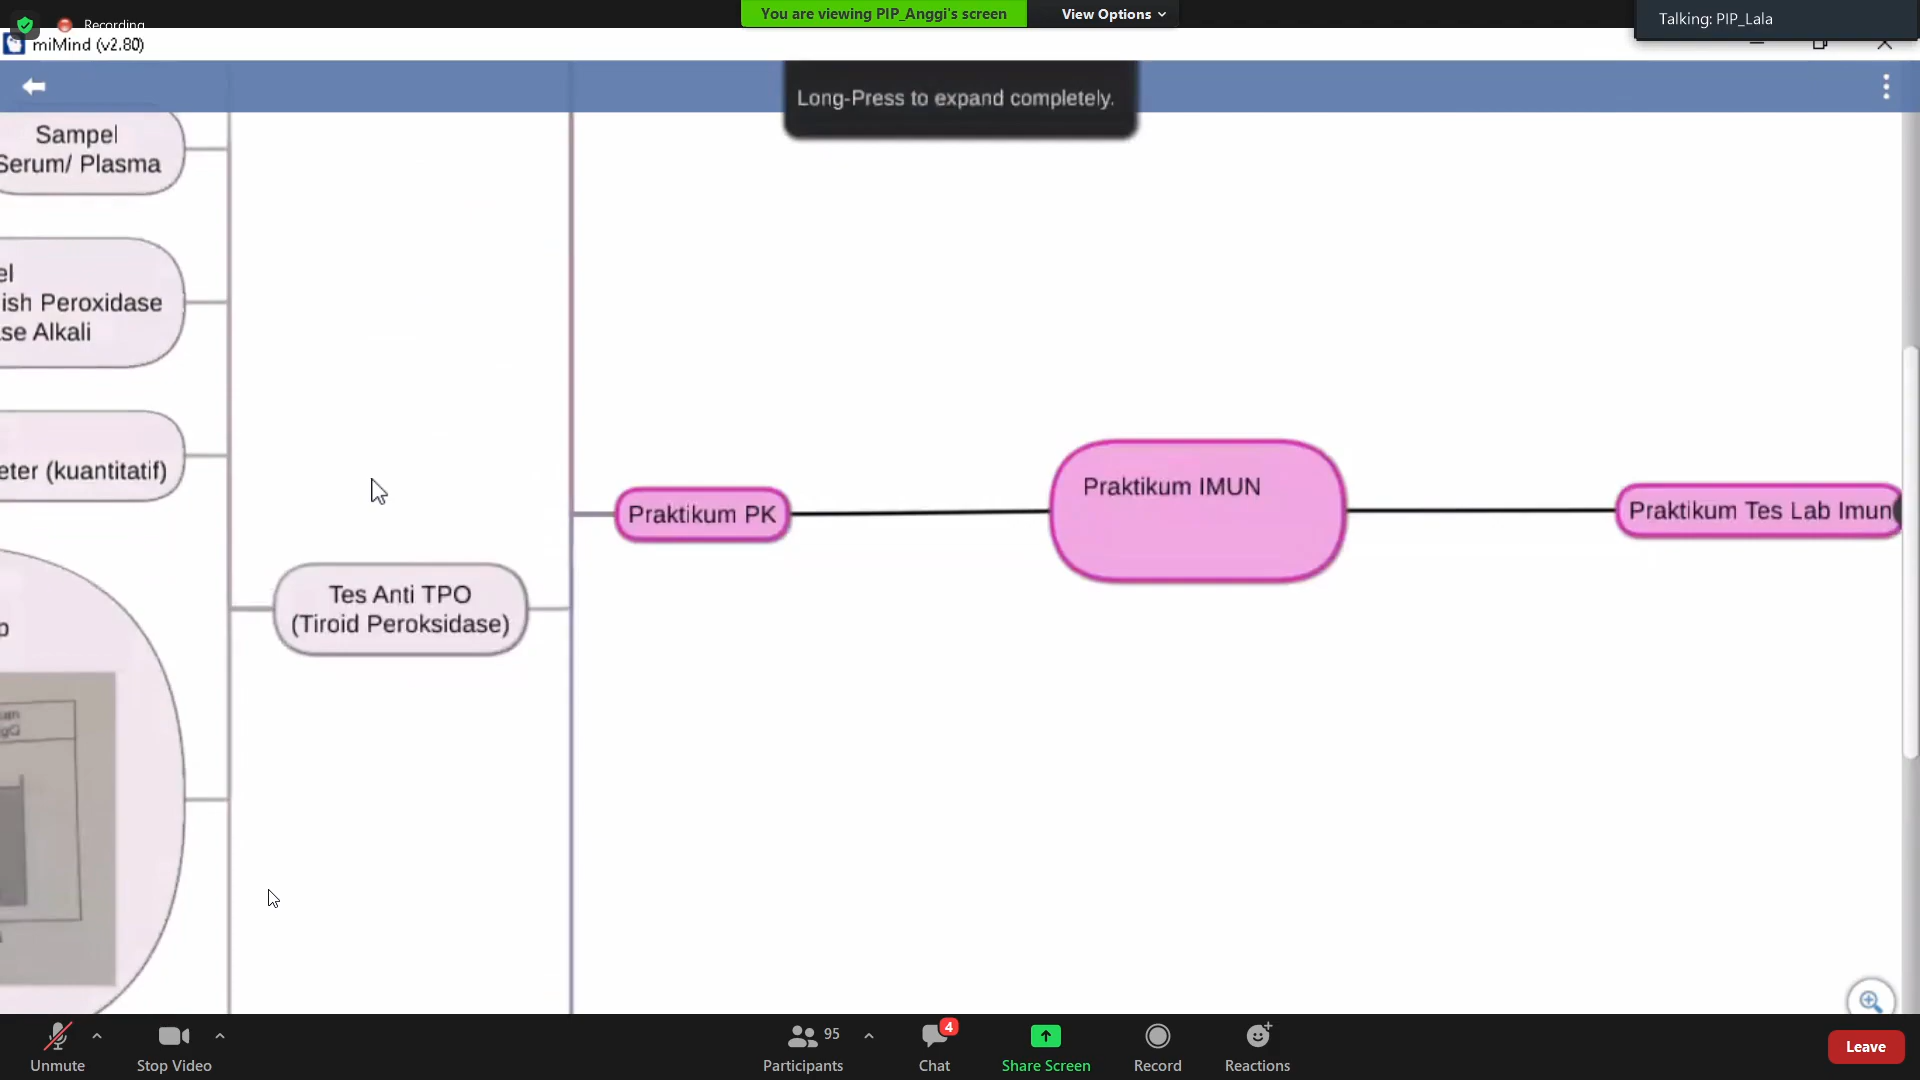 Recording
You are viewing PIP_Anggi's screen
View Options
Talking: PIP_Lala
miMind (v2.80)
Long-Press to expand completely.
Sampel
Serum/ Plasma
el
ish Peroxidase
se Alkali
eter (kuantitatif)
Tes Anti TPO
(Tiroid Peroksidase)
Praktikum PK
Praktikum IMUN
Praktikum Tes Lab Imun
p
IgG
Unmute
Stop Video
95
Participants
4
Chat
Share Screen
Record
Reactions
Leave